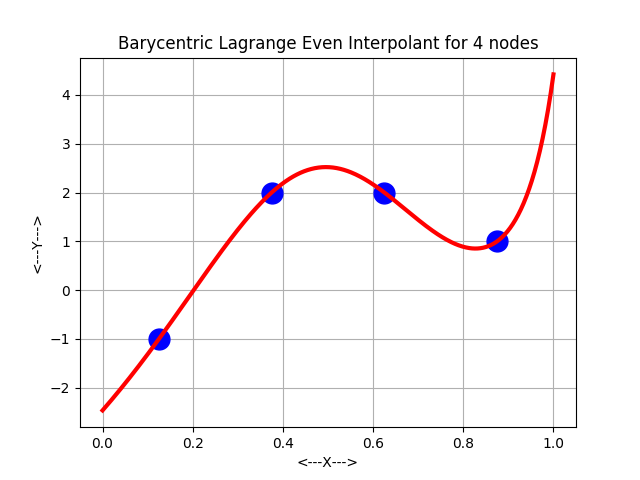 Barycentric Lagrange Even Interpolant for 4 nodes
4
3
2
1
0
−1
−2
<---Y--->
0.0 0.2 0.4 0.6 0.8 1.0
<---X--->